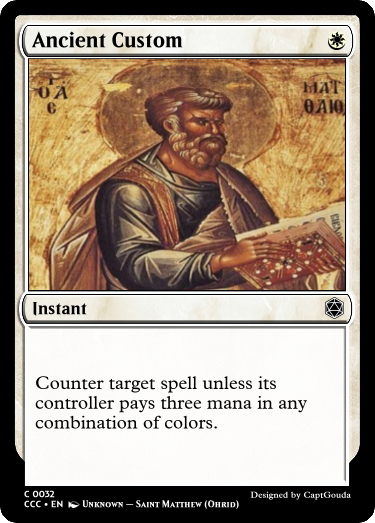 Ancient Custom
ΜΑΤ
ΘΑΙΟ
Instant
Counter target spell unless its
controller pays three mana in any
combination of colors.
C 0032
CCC • EN Unknown — Saint Matthew (Ohrid)
Designed by CaptGouda